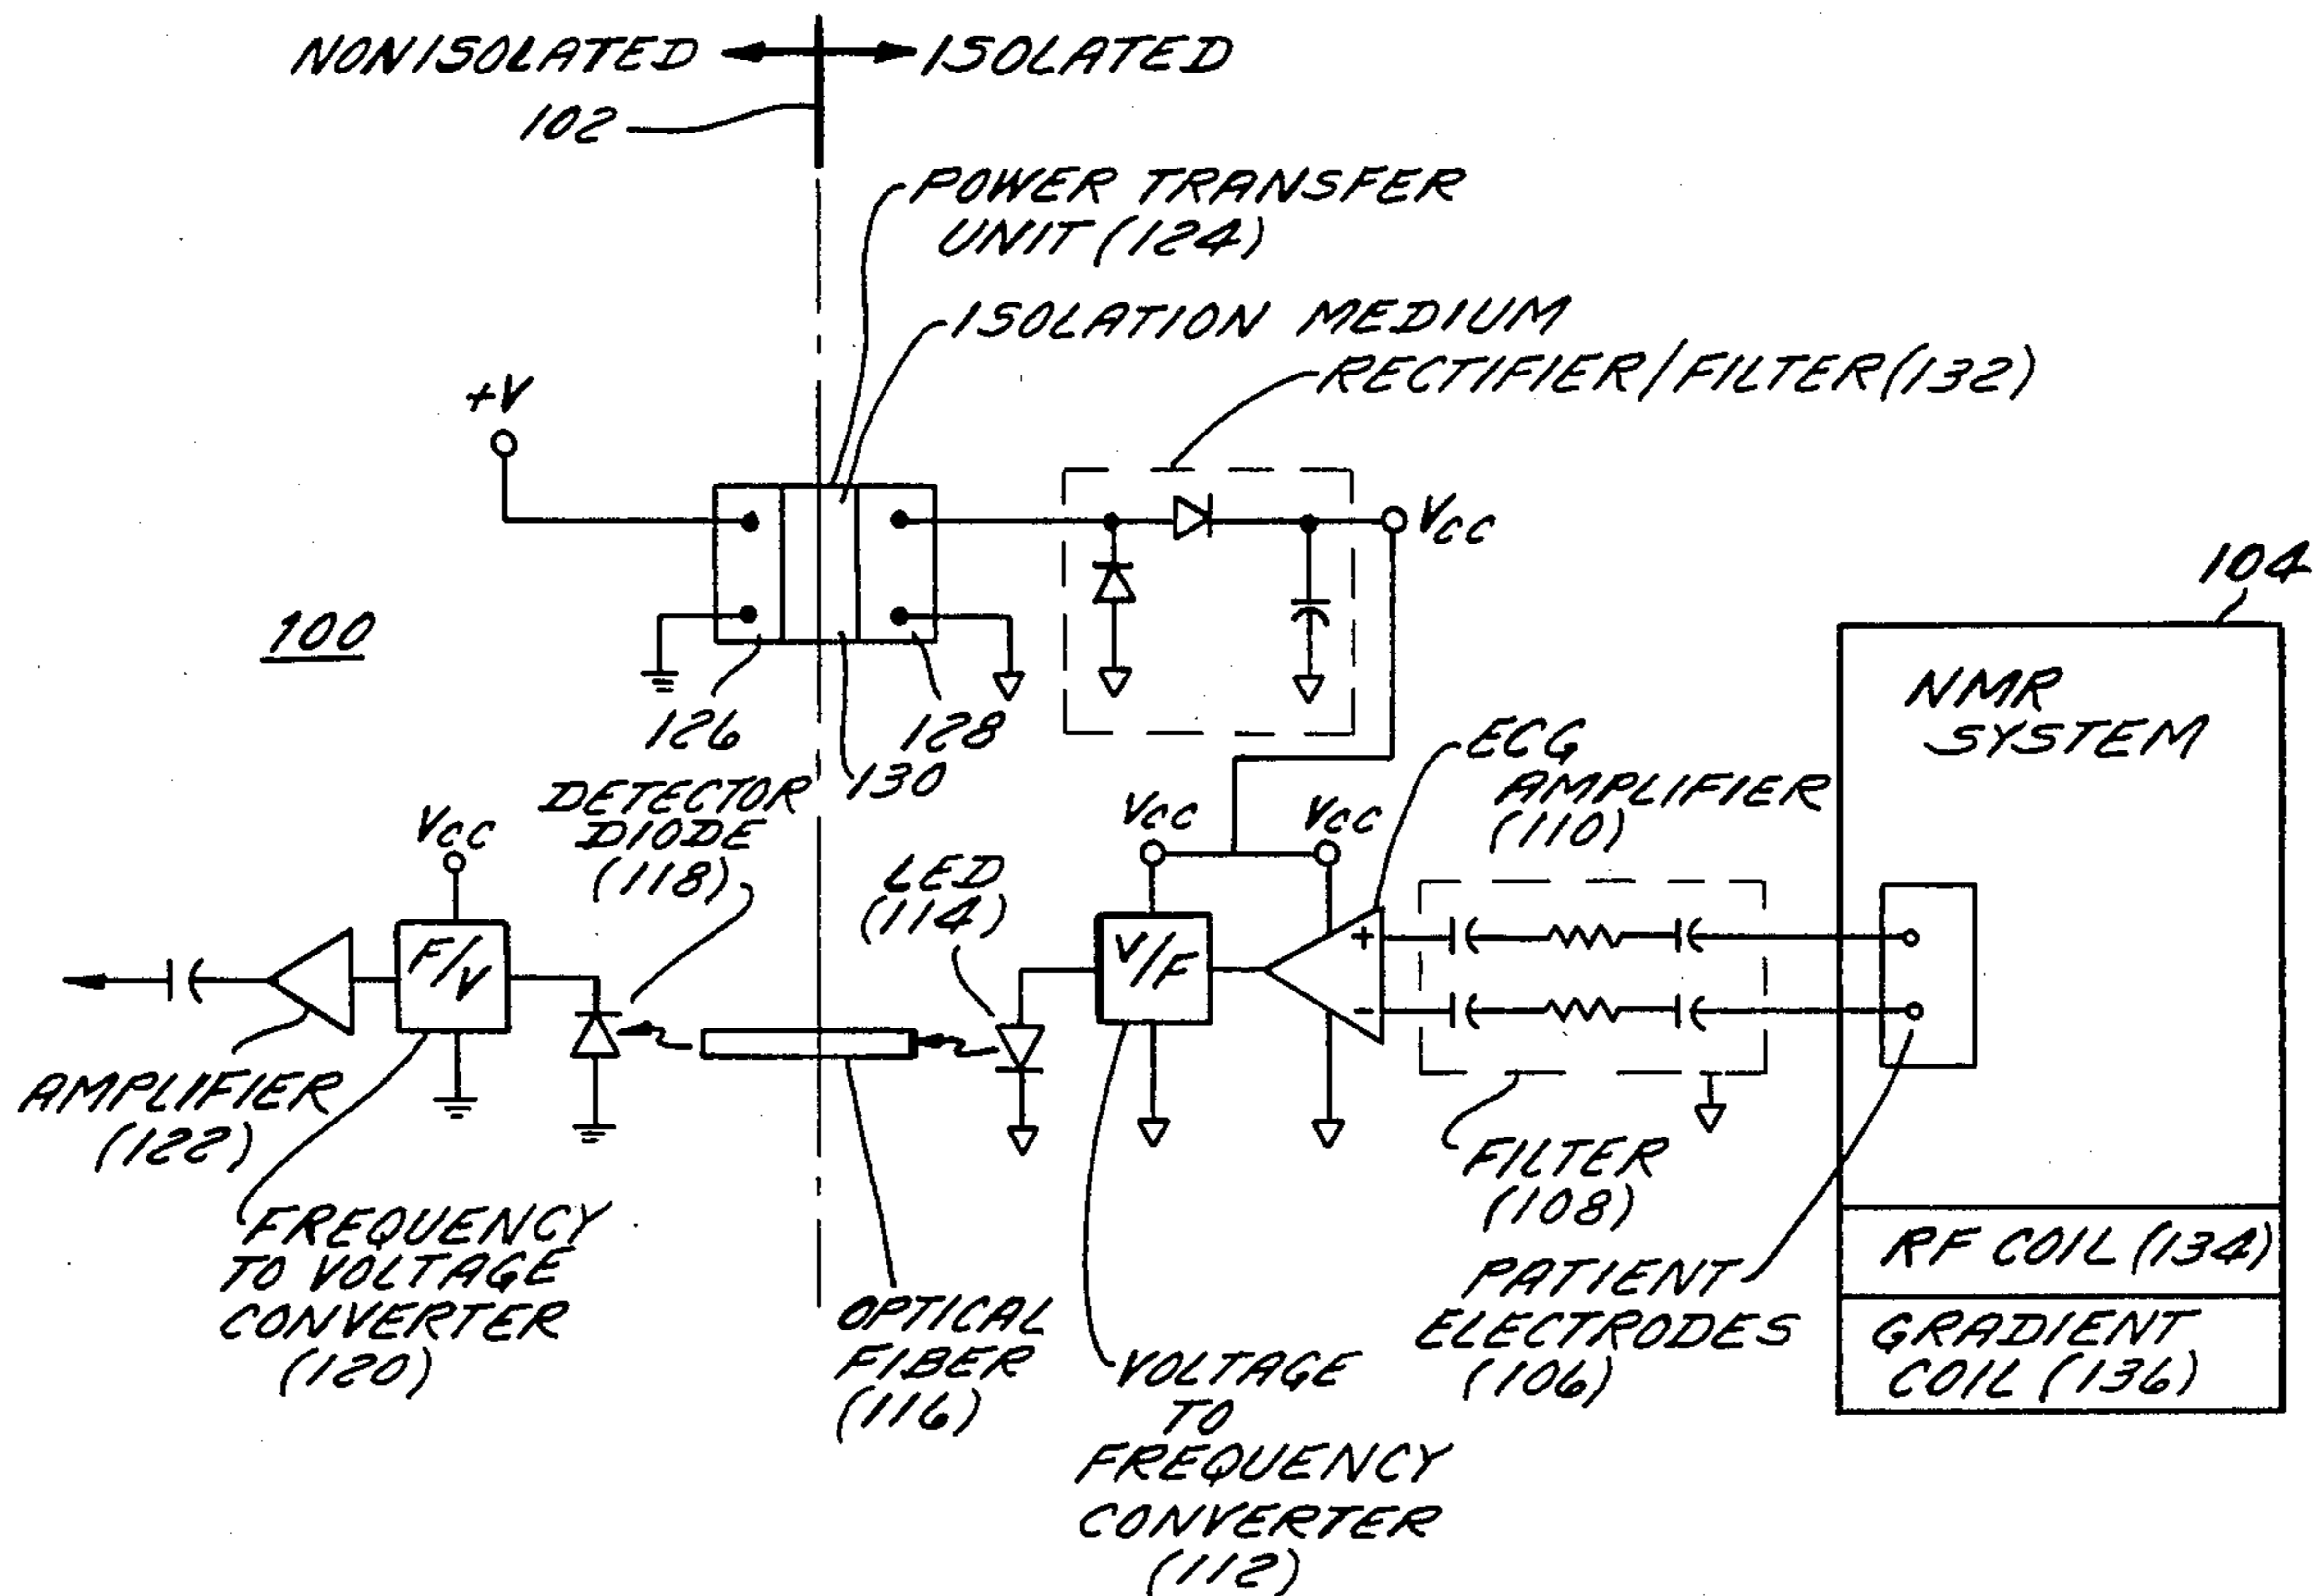 NONISOLATED
ISOLATED
102
POWER TRANSFER
UNIT (124)
ISOLATION MEDIUM
RECTIFIER/FILTER (132)
+V
VCC
104
100
NMR
SYSTEM
126
128
130
ECG
AMPLIFIER
(110)
DETECTOR
DIODE
(118)
VCC
VCC
VCC
LED
(114)
F/V
V/F
+
-
AMPLIFIER
(122)
FILTER
(108)
FREQUENCY
TO VOLTAGE
CONVERTER
(120)
OPTICAL
FIBER
(116)
VOLTAGE
TO
FREQUENCY
CONVERTER
(112)
PATIENT
ELECTRODES
(106)
RF COIL (134)
GRADIENT
COIL (136)